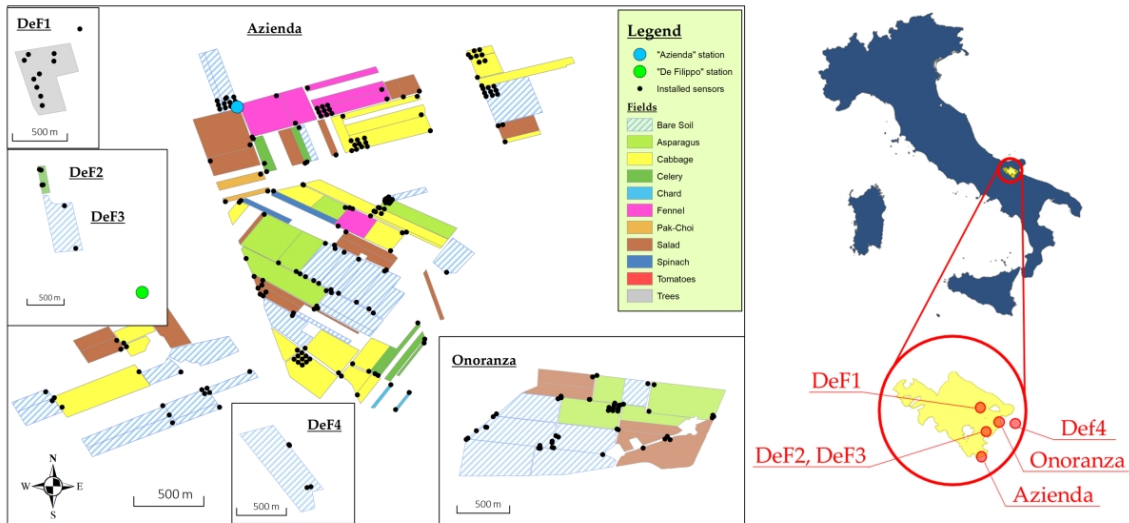 DeF1
500 m
Azienda
Legend
"Azienda" station
"De Filippo" station
Installed sensors
Fields
Bare Soil
Asparagus
Cabbage
Celery
Chard
Fennel
Pak-Choi
Salad
Spinach
Tomatoes
Trees
DeF2
DeF3
500 m
Onoranza
500 m
DeF4
500 m
N
W E
S
500 m
DeF1
Def4
DeF2, DeF3
Onoranza
Azienda